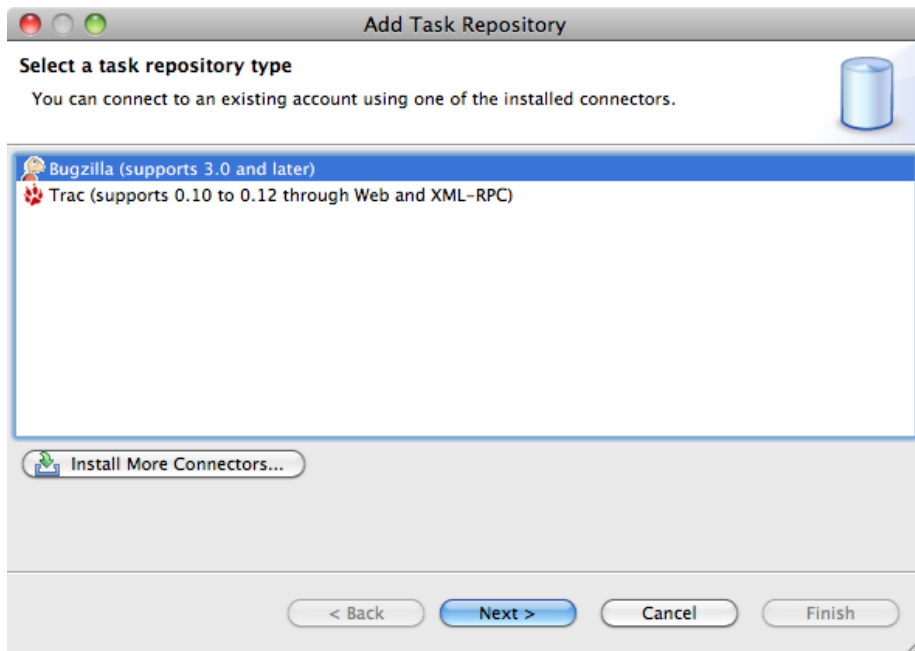 Add Task Repository
Select a task repository type
You can connect to an existing account using one of the installed connectors.
Bugzilla (supports 3.0 and later)
Trac (supports 0.10 to 0.12 through Web and XML-RPC)
Install More Connectors...
< Back Next > Cancel Finish